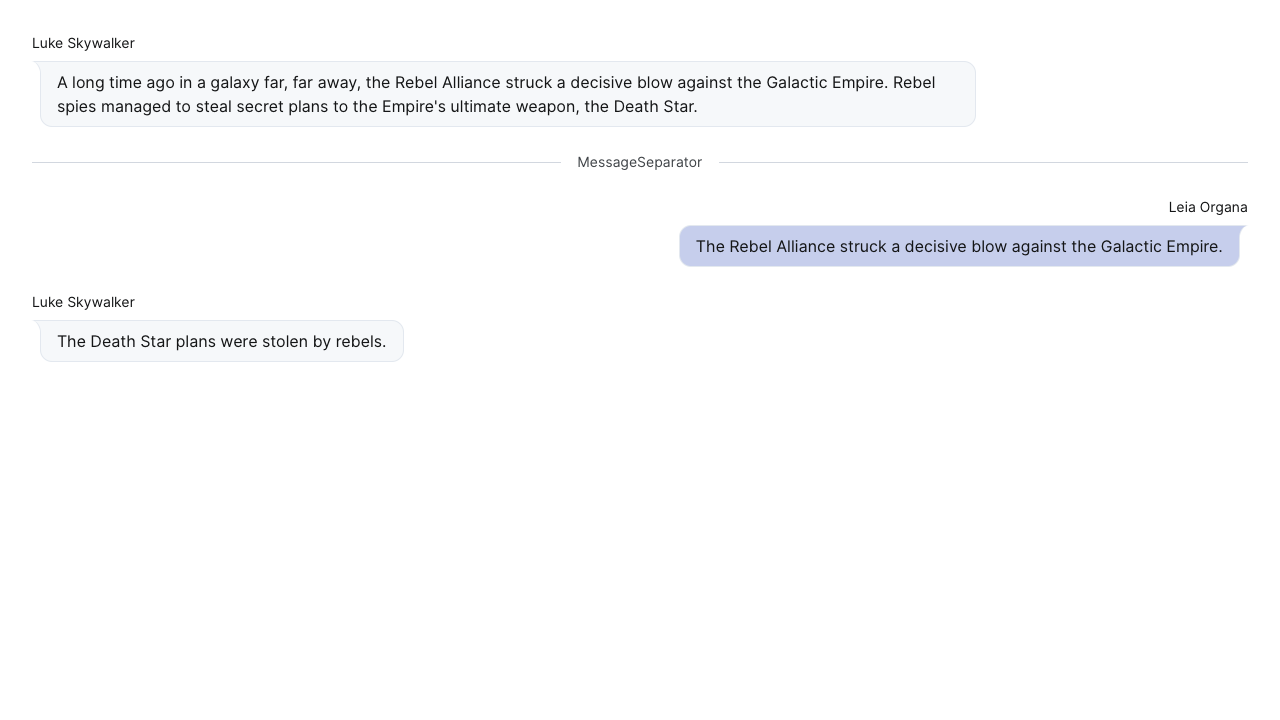 Luke Skywalker
A long time ago in a galaxy far, far away, the Rebel Alliance struck a decisive blow against the Galactic Empire. Rebel
spies managed to steal secret plans to the Empire's ultimate weapon, the Death Star.
MessageSeparator
Leia Organa
The Rebel Alliance struck a decisive blow against the Galactic Empire.
Luke Skywalker
The Death Star plans were stolen by rebels.